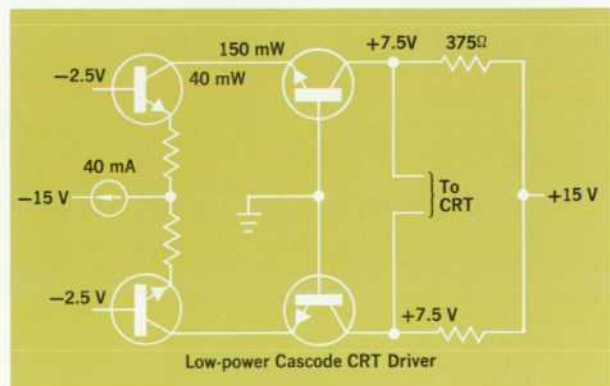 150 mW
+7.5V 375Ω
−2.5V
40 mW
40 mA
−15 V
To
CRT
+15 V
−2.5 V
+7.5 V
Low-power Cascode CRT Driver